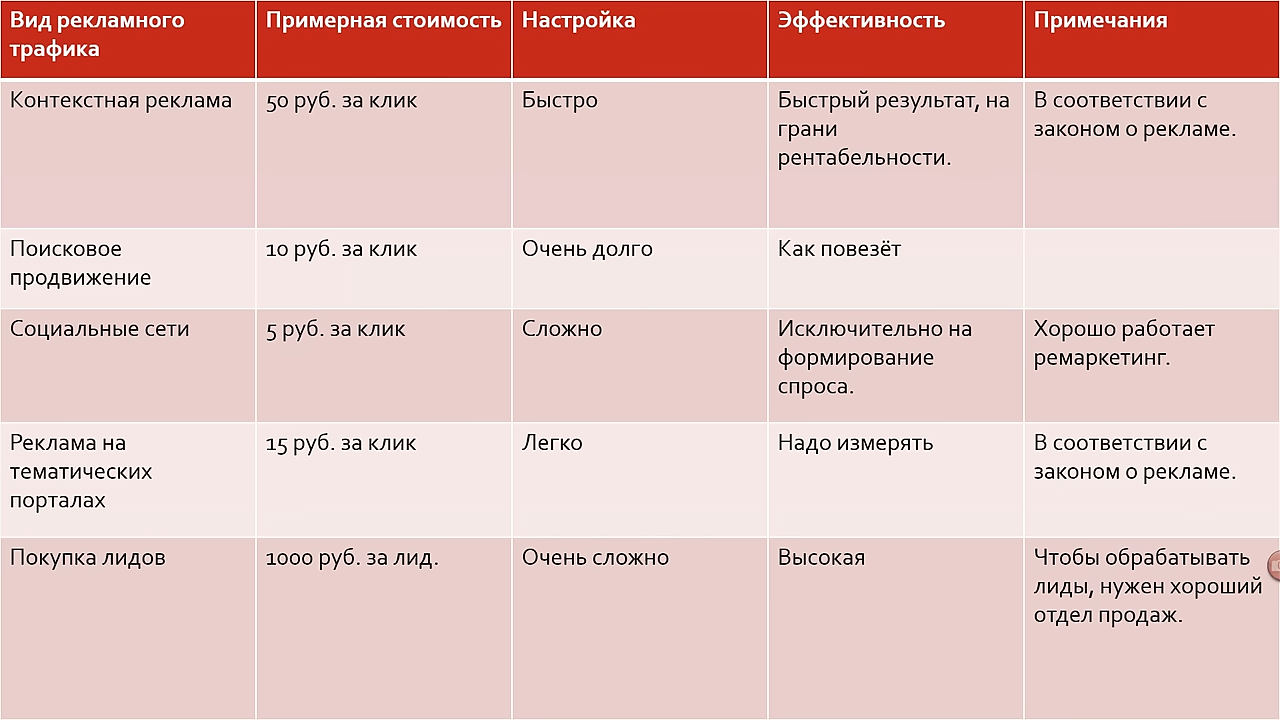 Вид рекламного
трафика
Примерная стоимость
Настройка
Эффективность
Примечания
Контекстная реклама
50 руб. за клик
Быстро
Быстрый результат, на
грани
рентабельности.
В соответствии с
законом о рекламе.
Поисковое
продвижение
10 руб. за клик
Очень долго
Как повезёт
Социальные сети
5 руб. за клик
Сложно
Исключительно на
формирование
спроса.
Хорошо работает
ремаркетинг.
Реклама на
тематических
порталах
15 руб. за клик
Легко
Надо измерять
В соответствии с
законом о рекламе.
Покупка лидов
1000 руб. за лид.
Очень сложно
Высокая
Чтобы обрабатывать
лиды, нужен хороший
отдел продаж.